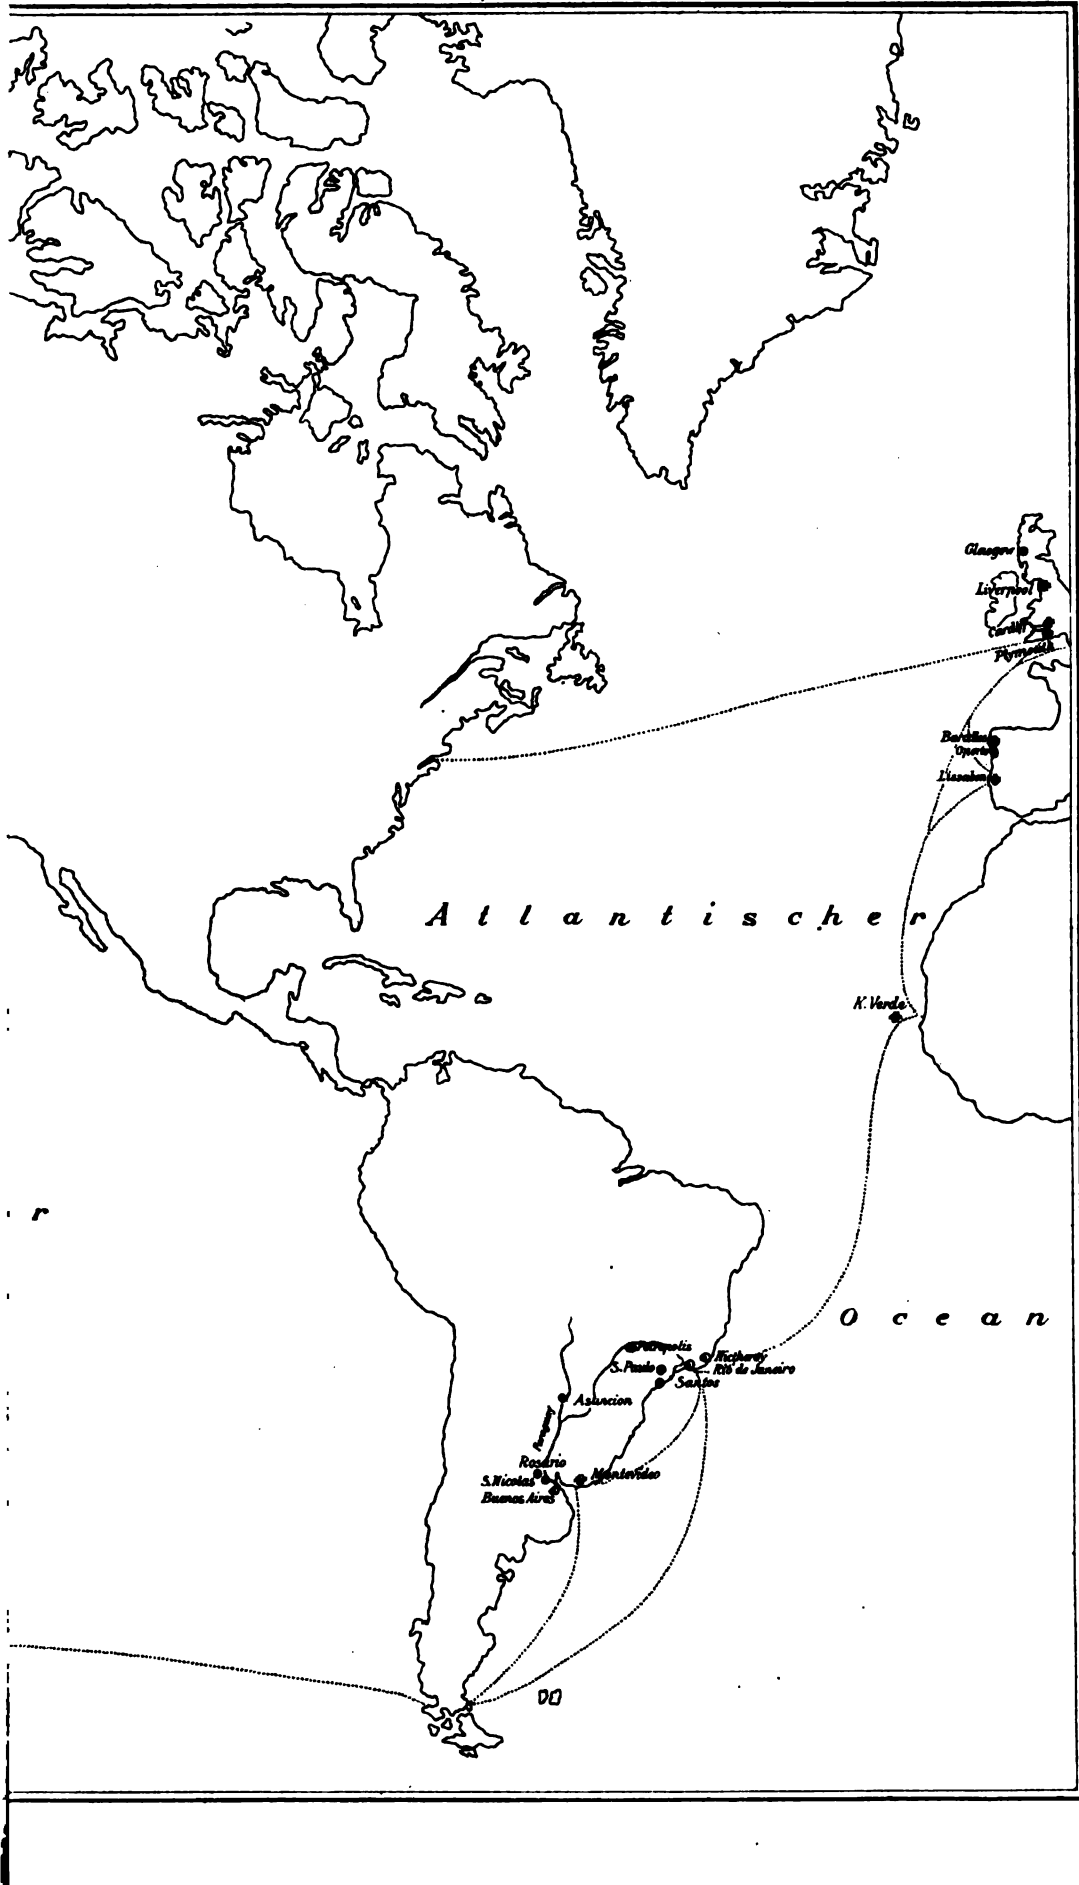 Glasgow
Liverpool
Cardiff
Plymouth
Oporto
Lissabon
Atlantischer
K. Verde
r
Ocean
Petropolis
Nictheroy
S. Paulo
Rio de Janeiro
Santos
Asuncion
Paraguay
Rosario
S. Nicolas
Montevideo
Buenos Aires